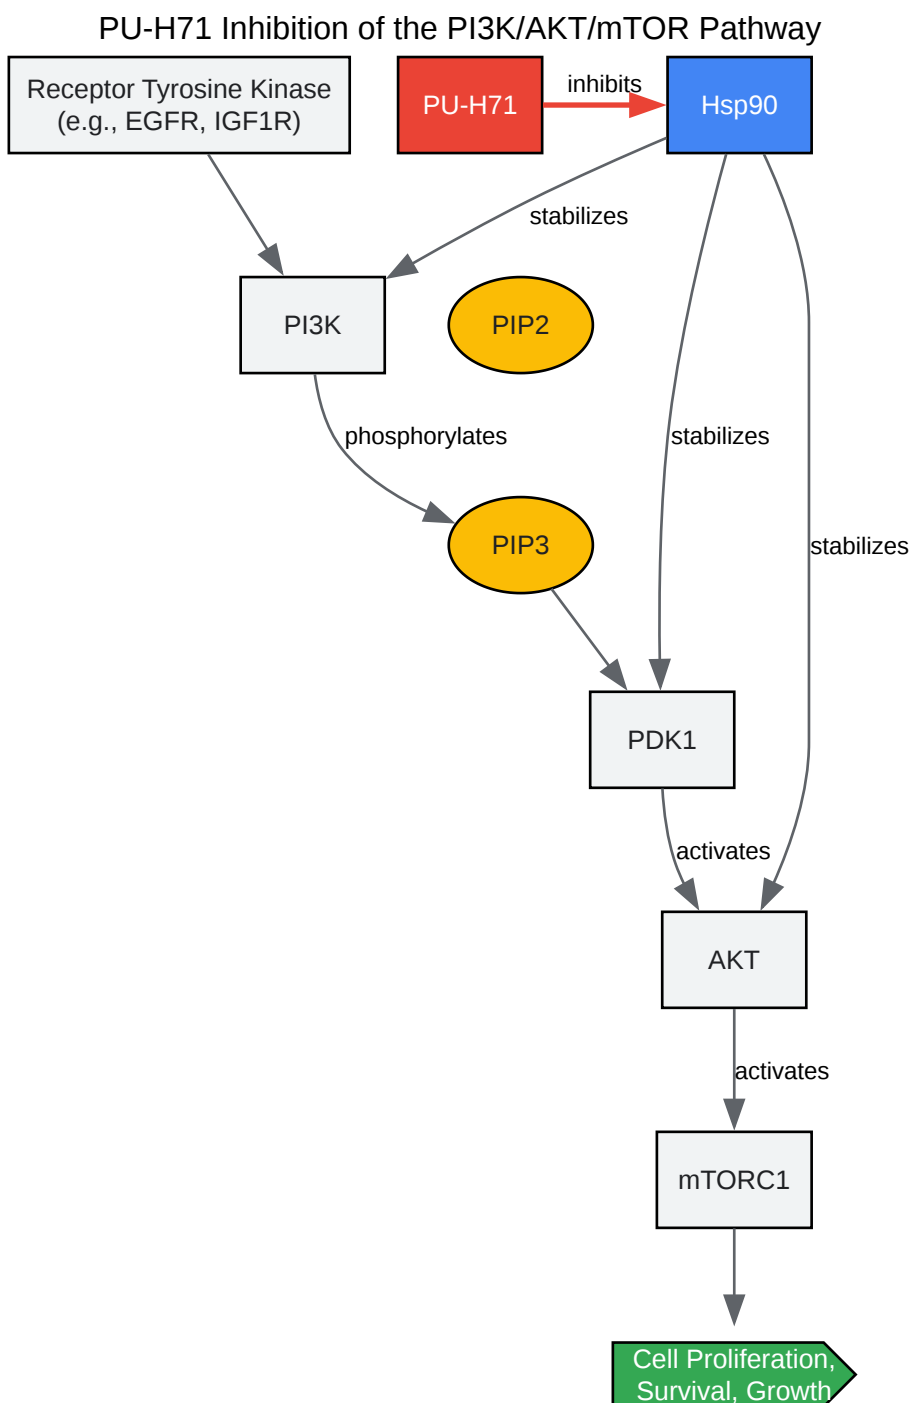 PU-H71 Inhibition of the PI3K/AKT/mTOR Pathway
Receptor Tyrosine Kinase
(e.g., EGFR, IGF1R)
PU-H71
inhibits
Hsp90
stabilizes
PI3K
PIP2
phosphorylates
stabilizes
PIP3
stabilizes
PDK1
activates
AKT
activates
mTORC1
Cell Proliferation,
Survival, Growth